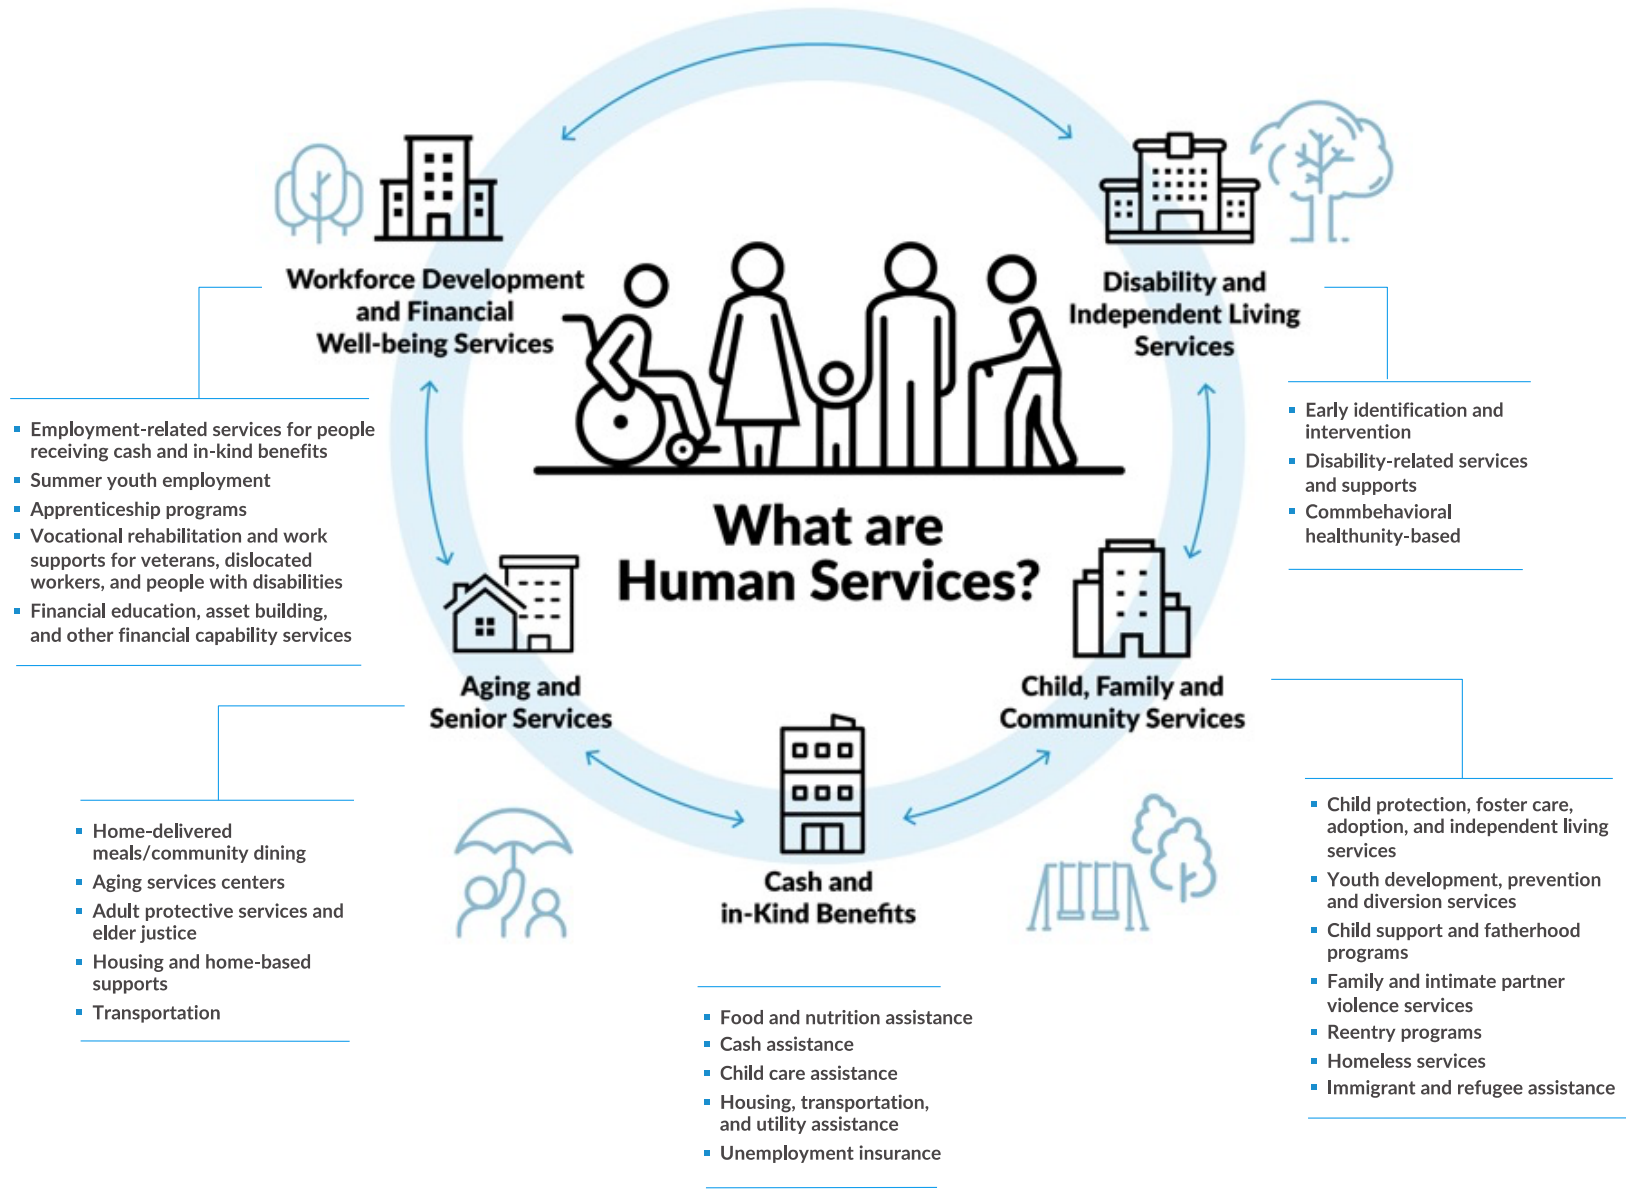 Workforce Development
and Financial
Well-being Services
Disability and
Independent Living
Services
What are
Human Services?
Aging and
Senior Services
Child, Family and
Community Services
Cash and
in-Kind Benefits
Employment-related services for people
receiving cash and in-kind benefits
Summer youth employment
Apprenticeship programs
Vocational rehabilitation and work
supports for veterans, dislocated
workers, and people with disabilities
Financial education, asset building,
and other financial capability services
Early identification and
intervention
Disability-related services
and supports
Commbehavioral
healthunity-based
Home-delivered
meals/community dining
Aging services centers
Adult protective services and
elder justice
Housing and home-based
supports
Transportation
Food and nutrition assistance
Cash assistance
Child care assistance
Housing, transportation,
and utility assistance
Unemployment insurance
Child protection, foster care,
adoption, and independent living
services
Youth development, prevention
and diversion services
Child support and fatherhood
programs
Family and intimate partner
violence services
Reentry programs
Homeless services
Immigrant and refugee assistance